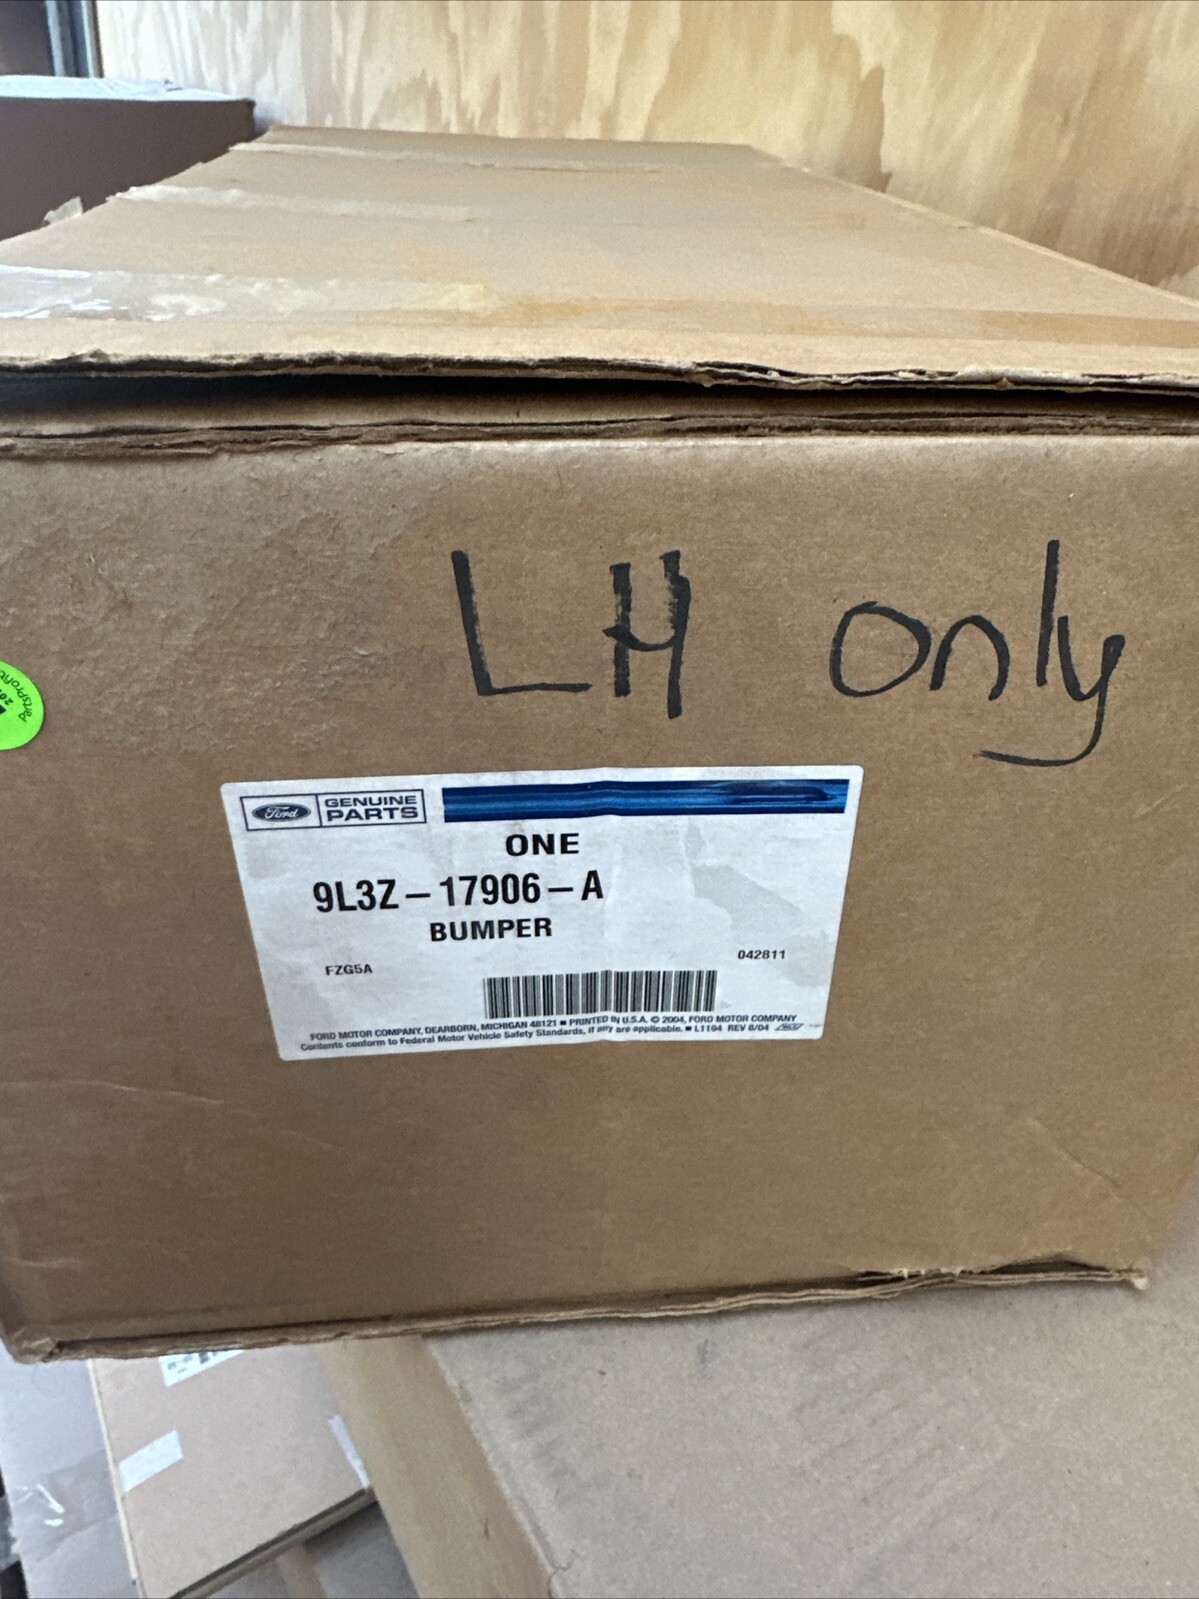 LH only
PartsProfit
Ford GENUINE PARTS
ONE
9L3Z-17906-A
BUMPER
FZG5A 042811
FORD MOTOR COMPANY, DEARBORN, MICHIGAN 48121 ■ PRINTED IN U.S.A. © 2004, FORD MOTOR COMPANY
Contents conform to Federal Motor Vehicle Safety Standards, if any are applicable. ■ L1194 REV 8/04